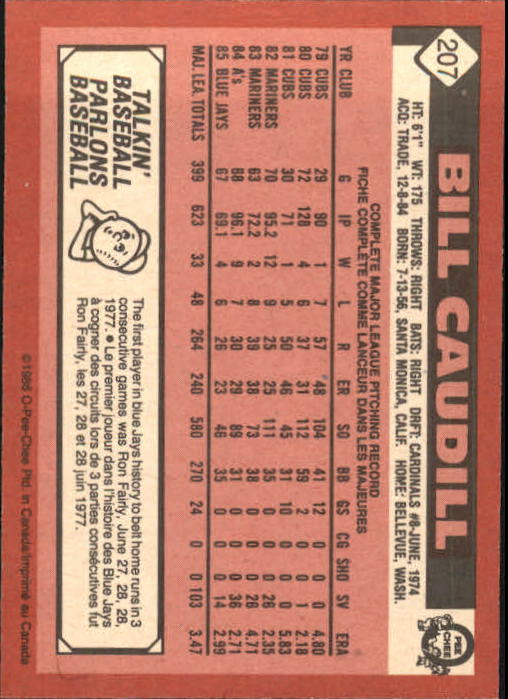 207
BILL CAUDILL
O PEE CHEE
HT: 6'1" WT: 175 THROWS: RIGHT BATS: RIGHT DRFT: CARDINALS #8-JUNE, 1974
ACQ: TRADE, 12-8-84 BORN: 7-13-56, SANTA MONICA, CALIF. HOME: BELLEVUE, WASH.
COMPLETE MAJOR LEAGUE PITCHING RECORD
FICHE COMPLETE COMME LANCEUR DANS LES MAJEURES
YR CLUB G IP W L R ER SO BB GS CG SHO SV ERA
79 CUBS 29 90 1 7 57 48 104 41 12 0 0 0 4.80
80 CUBS 72 128 4 6 37 31 112 59 2 0 0 1 2.18
81 CUBS 30 71 1 5 50 46 45 31 10 0 0 0 5.83
82 MARINERS 70 95.2 12 9 25 25 111 35 0 0 0 26 2.35
83 MARINERS 63 72.2 2 8 39 38 73 38 0 0 0 26 4.71
84 A's 68 96.1 9 7 30 29 89 31 0 0 0 36 2.71
85 BLUE JAYS 67 69.1 4 6 26 23 46 35 0 0 0 14 2.99
MAJ. LEA. TOTALS 399 623 33 48 264 240 580 270 24 0 0 103 3.47
TALKIN'
BASEBALL
PARLONS
BASEBALL
The first player in blue Jays history to belt home runs in 3
consecutive games was Ron Fairly, June 27, 28, 28,
1977. • Le premier joueur dans l'histoire des Blue Jays
à cogner des circuits lors de 3 parties consécutives fut
Ron Fairly, les 27, 28 et 28 juin 1977.
©1986 O-Pee-Chee Ptd. in Canada/Imprimé au Canada